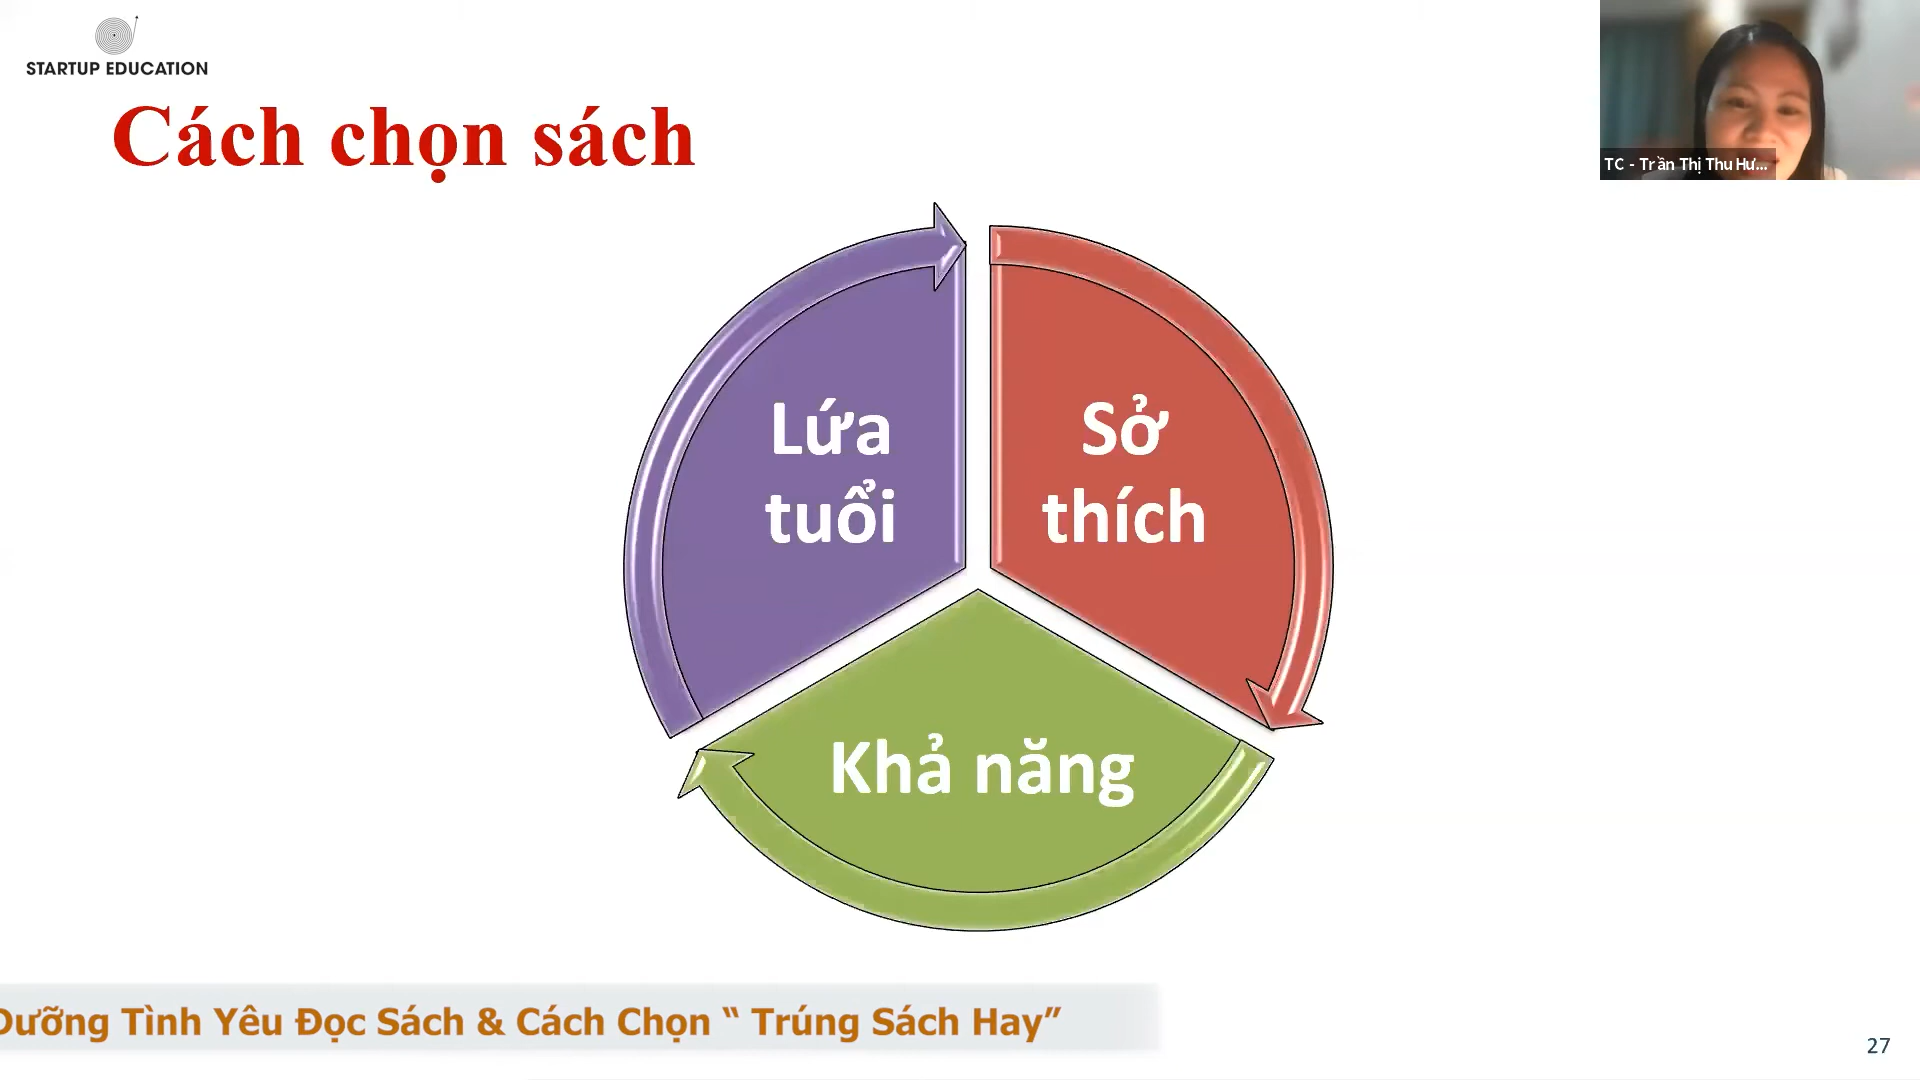 STARTUP EDUCATION
Cách chọn sách
TC - Trần Thị Thu Hư...
Lứa
tuổi
Sở
thích
Khả năng
Dưỡng Tình Yêu Đọc Sách & Cách Chọn “ Trúng Sách Hay”
27